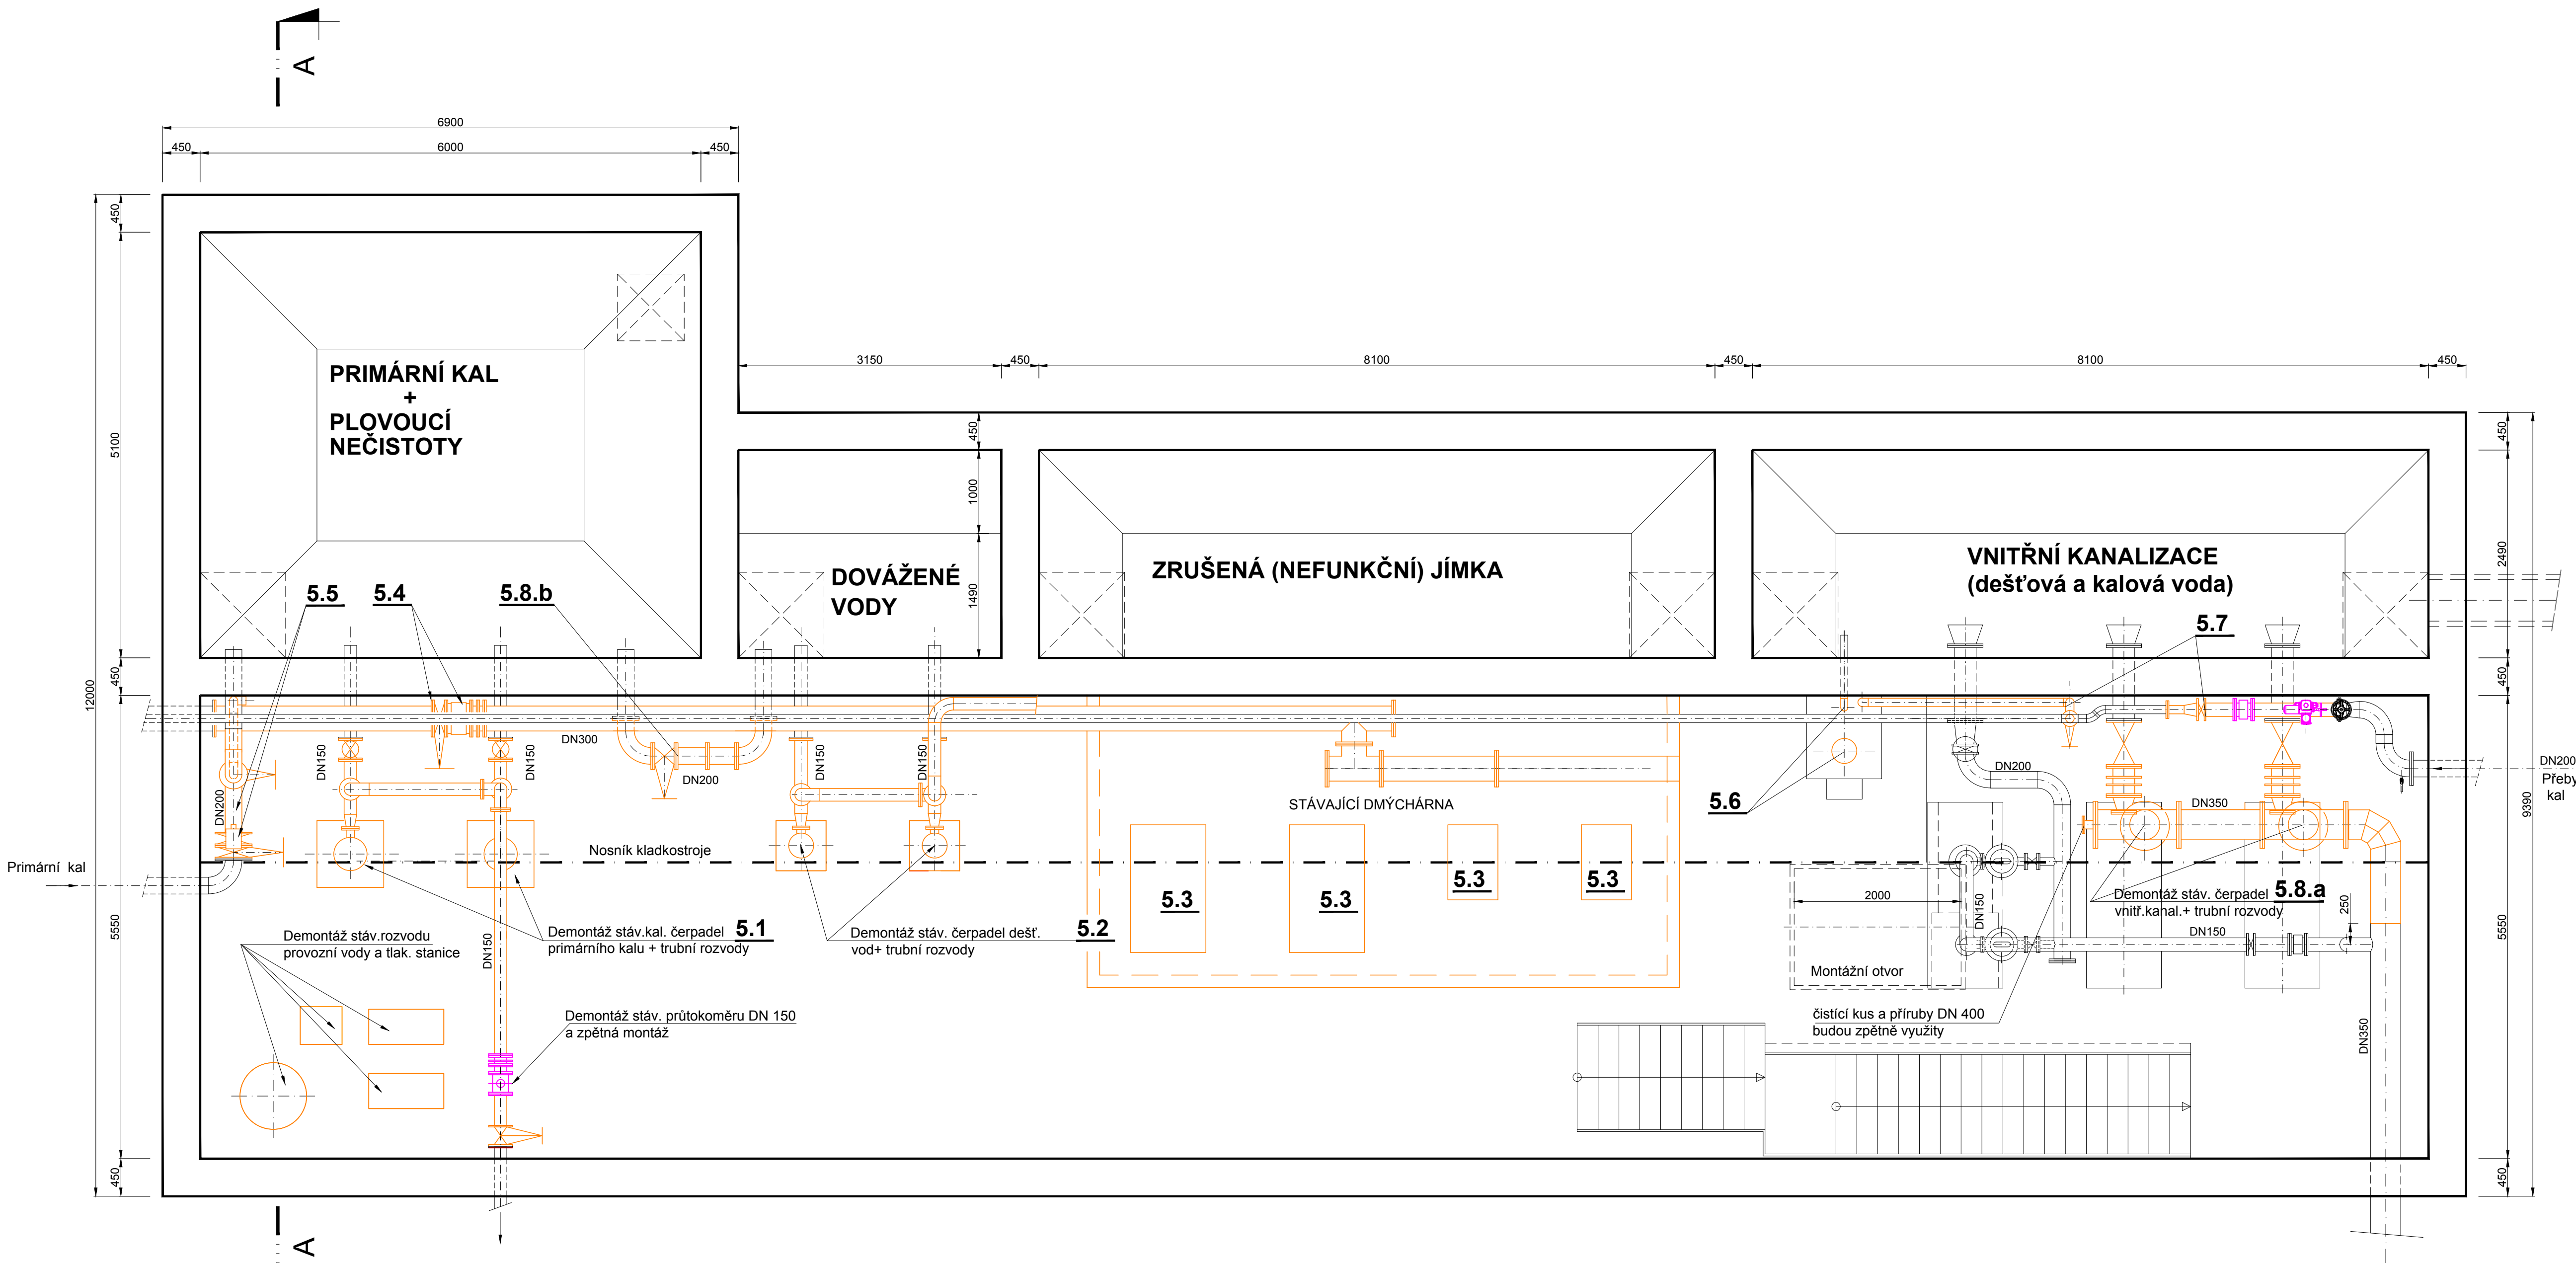 A
6900
450
6000
450
450
5100
450
12000
5550
450
PRIMÁRNÍ KAL
+
PLOVOUCÍ
NEČISTOTY
3150
450
8100
450
8100
450
450
1000
1490
450
2490
450
9390
5550
450
DOVÁŽENÉ
VODY
ZRUŠENÁ (NEFUNKČNÍ) JÍMKA
VNITŘNÍ KANALIZACE
(dešťová a kalová voda)
5.5
5.4
5.8.b
5.7
5.6
DN300
DN150
DN150
DN200
DN150
DN150
DN200
DN200
DN350
DN200
Přeby
kal
STÁVAJÍCÍ DMÝCHÁRNA
Nosník kladkostroje
Primární kal
5.3
5.3
5.3
5.3
2000
DN150
DN150
250
DN350
Demontáž stáv. čerpadel 5.8.a
vnitř.kanal.+ trubní rozvody
Demontáž stáv.rozvodu
provozní vody a tlak. stanice
DN150
Demontáž stáv.kal. čerpadel 5.1
primárního kalu + trubní rozvody
Demontáž stáv. čerpadel dešť. 5.2
vod+ trubní rozvody
Montážní otvor
Demontáž stáv. průtokoměru DN 150
a zpětná montáž
čistící kus a příruby DN 400
budou zpětně využity
A